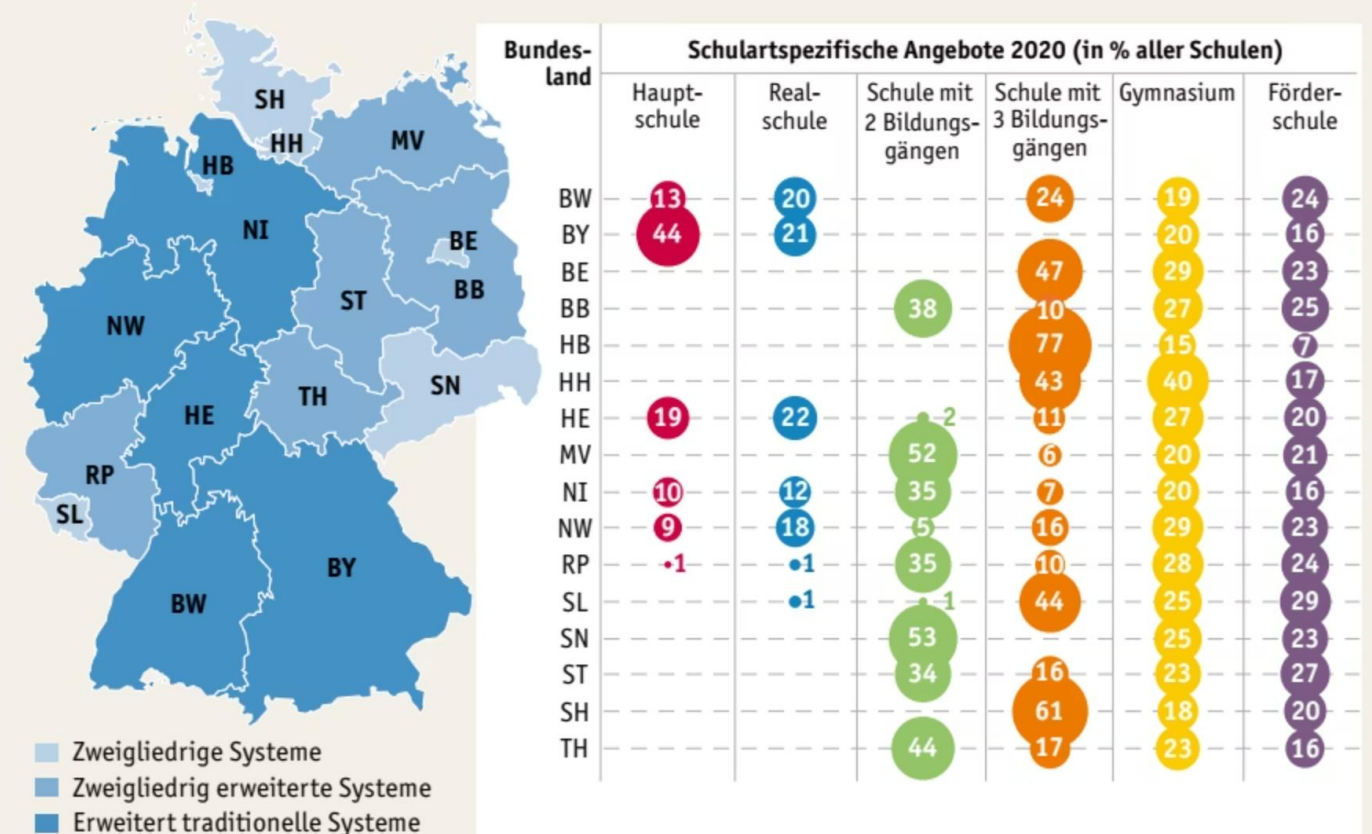 SH
HH
MV
HB
NI
BE
BB
ST
NW
TH
SN
HE
RP
SL
BY
BW
Zweigliedrige Systeme
Zweigliedrig erweiterte Systeme
Erweitert traditionelle Systeme
Bundes-
land
Schulartspezifische Angebote 2020 (in % aller Schulen)
Haupt-
schule
Real-
schule
Schule mit
2 Bildungs-
gängen
Schule mit
3 Bildungs-
gängen
Gymnasium
Förder-
schule
BW 13 20 24 19 24
BY 44 21 20 16
BE 47 29 23
BB 38 10 27 25
HB 77 15 7
HH 43 40 17
HE 19 22 2 11 27 20
MV 52 6 20 21
NI 10 12 35 7 20 16
NW 9 18 5 16 29 23
RP 1 1 35 10 28 24
SL 1 1 44 25 29
SN 53 25 23
ST 34 16 23 27
SH 61 18 20
TH 44 17 23 16